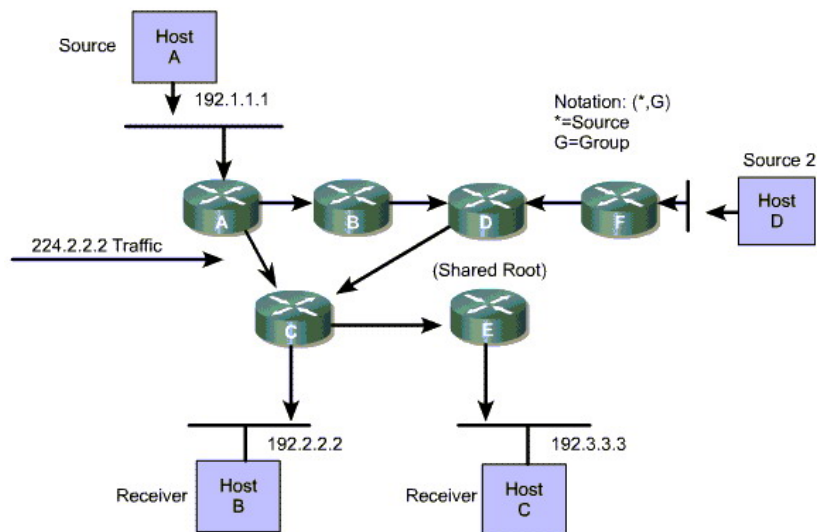 Source
Host
A
192.1.1.1
Notation: (*,G)
*=Source
G=Group
Source 2
Host
D
A
B
D
F
224.2.2.2 Traffic
(Shared Root)
C
E
192.2.2.2
192.3.3.3
Receiver
Host
B
Receiver
Host
C